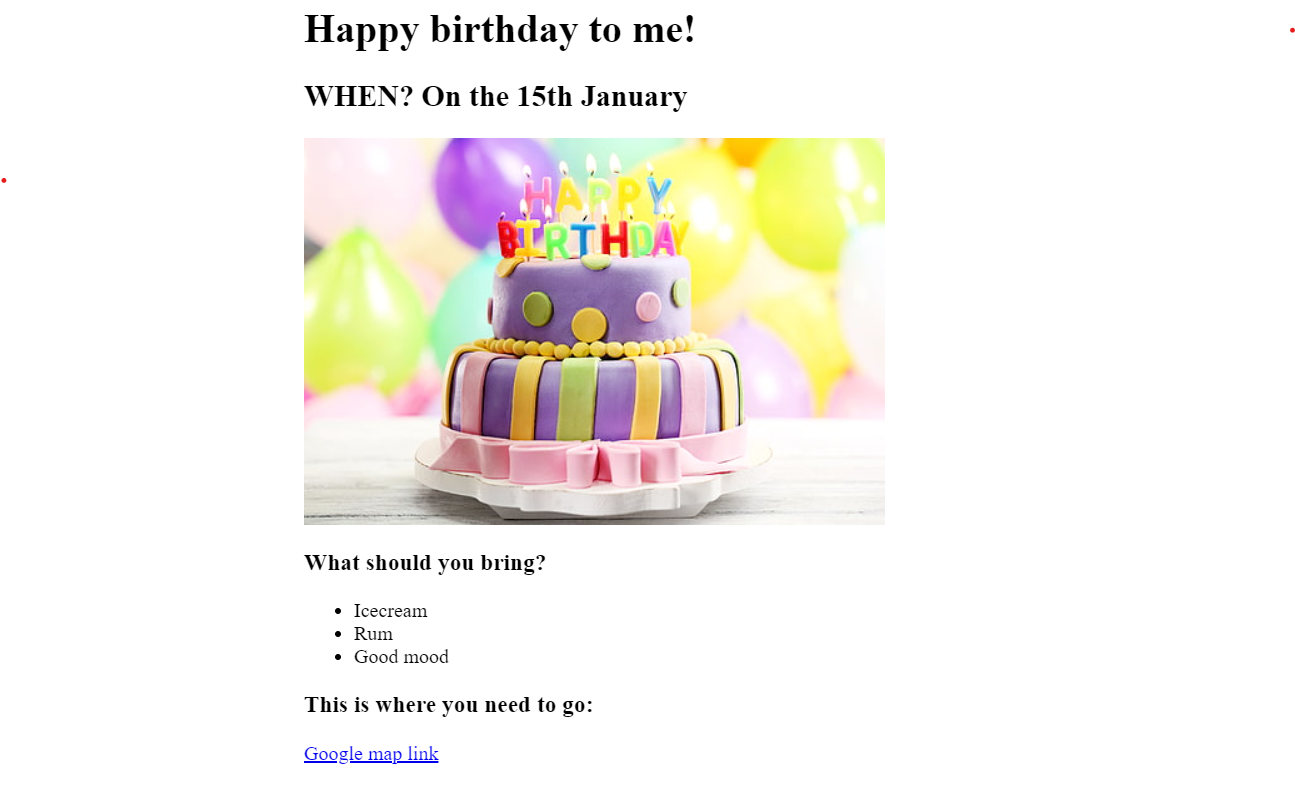 Happy birthday to me!
WHEN? On the 15th January
HAPPY
BIRTHDAY
What should you bring?
Icecream
Rum
Good mood
This is where you need to go:
Google map link